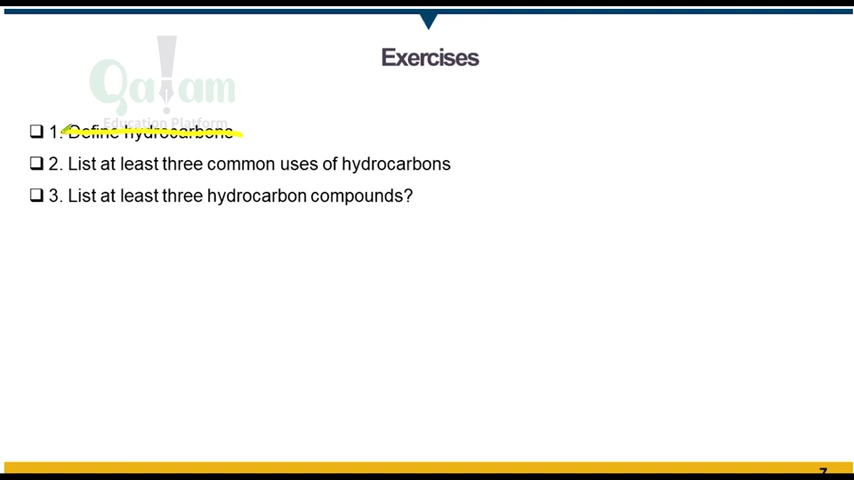 Exercises
Qalam
Education Platform
❑ 1. Define hydrocarbons
❑ 2. List at least three common uses of hydrocarbons
❑ 3. List at least three hydrocarbon compounds?
7